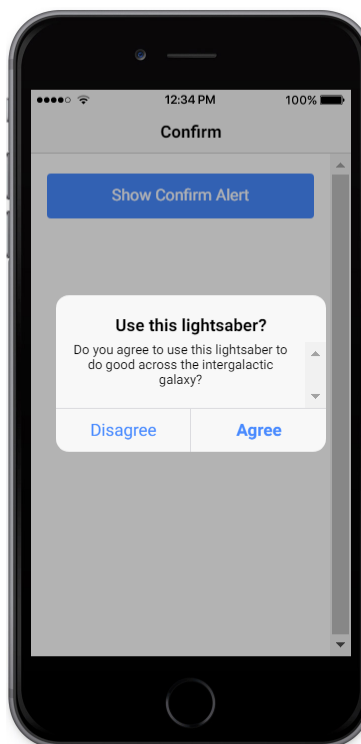 12:34 PM
100%
Confirm
Show Confirm Alert
Use this lightsaber?
Do you agree to use this lightsaber to
do good across the intergalactic
galaxy?
Disagree
Agree